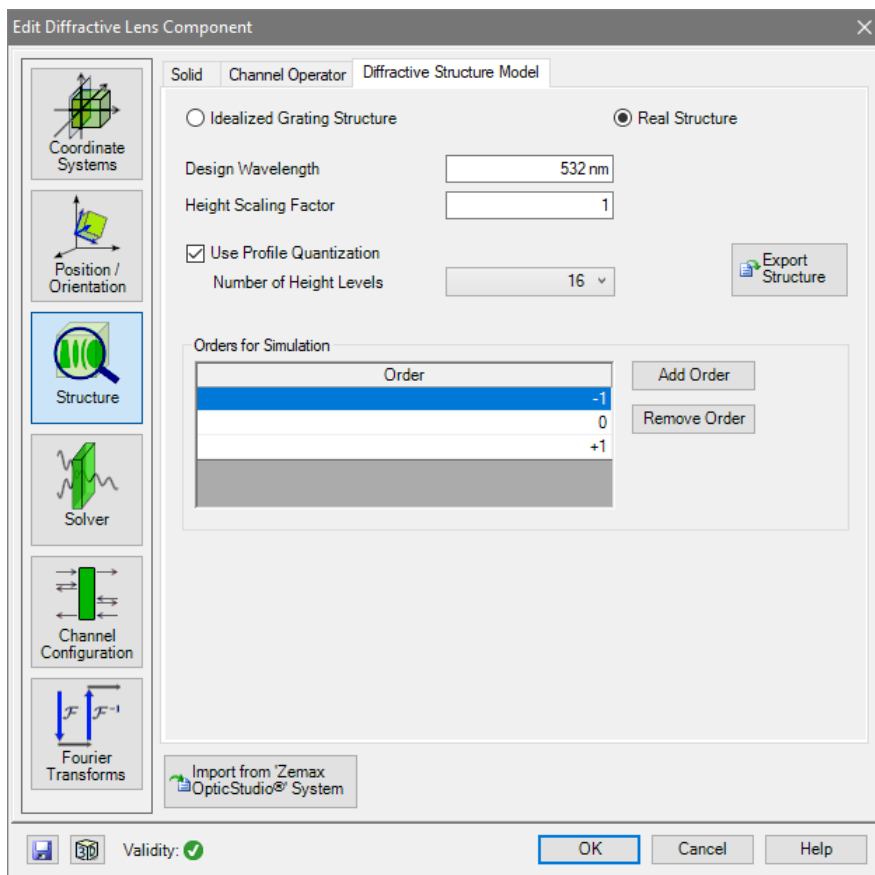 Edit Diffractive Lens Component
Coordinate
Systems
Position /
Orientation
Structure
Solver
Channel
Configuration
ℱ ℱ⁻¹
Fourier
Transforms
Solid Channel Operator Diffractive Structure Model
Idealized Grating Structure Real Structure
Design Wavelength 532 nm
Height Scaling Factor 1
Use Profile Quantization
Number of Height Levels 16
Export
Structure
Orders for Simulation
Order
-1
0
+1
Add Order
Remove Order
Import from 'Zemax
OpticStudio®' System
3D
Validity:
OK Cancel Help